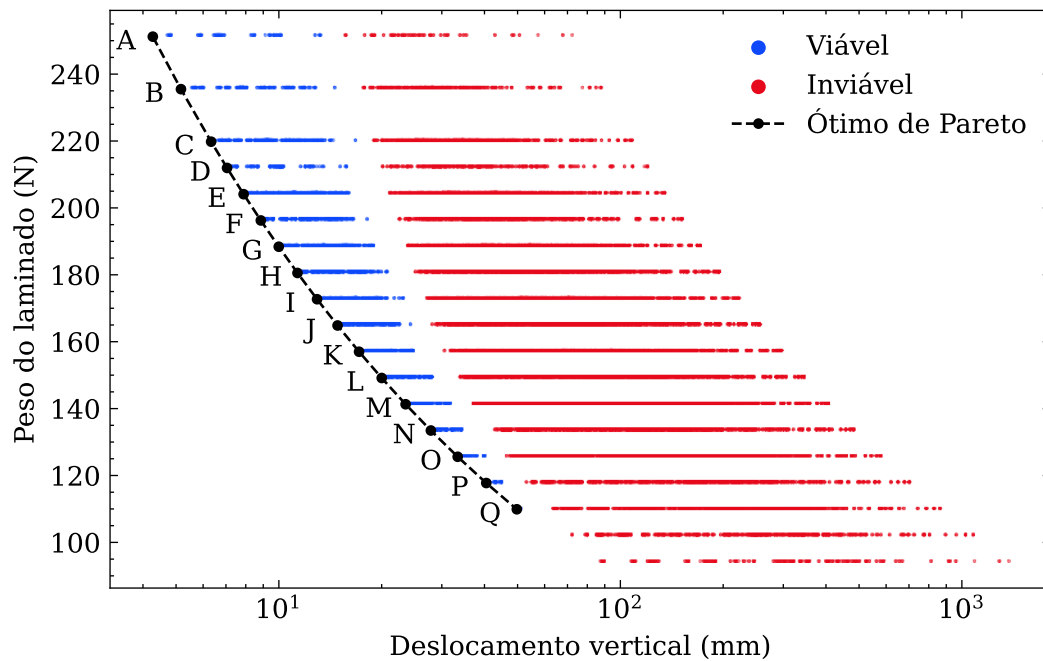 A
B
C
D
E
F
G
H
I
J
K
L
M
N
O
P
Q
Viável
Inviável
Ótimo de Pareto
240
220
200
180
160
140
120
100
Peso do laminado (N)
10¹
10²
10³
Deslocamento vertical (mm)